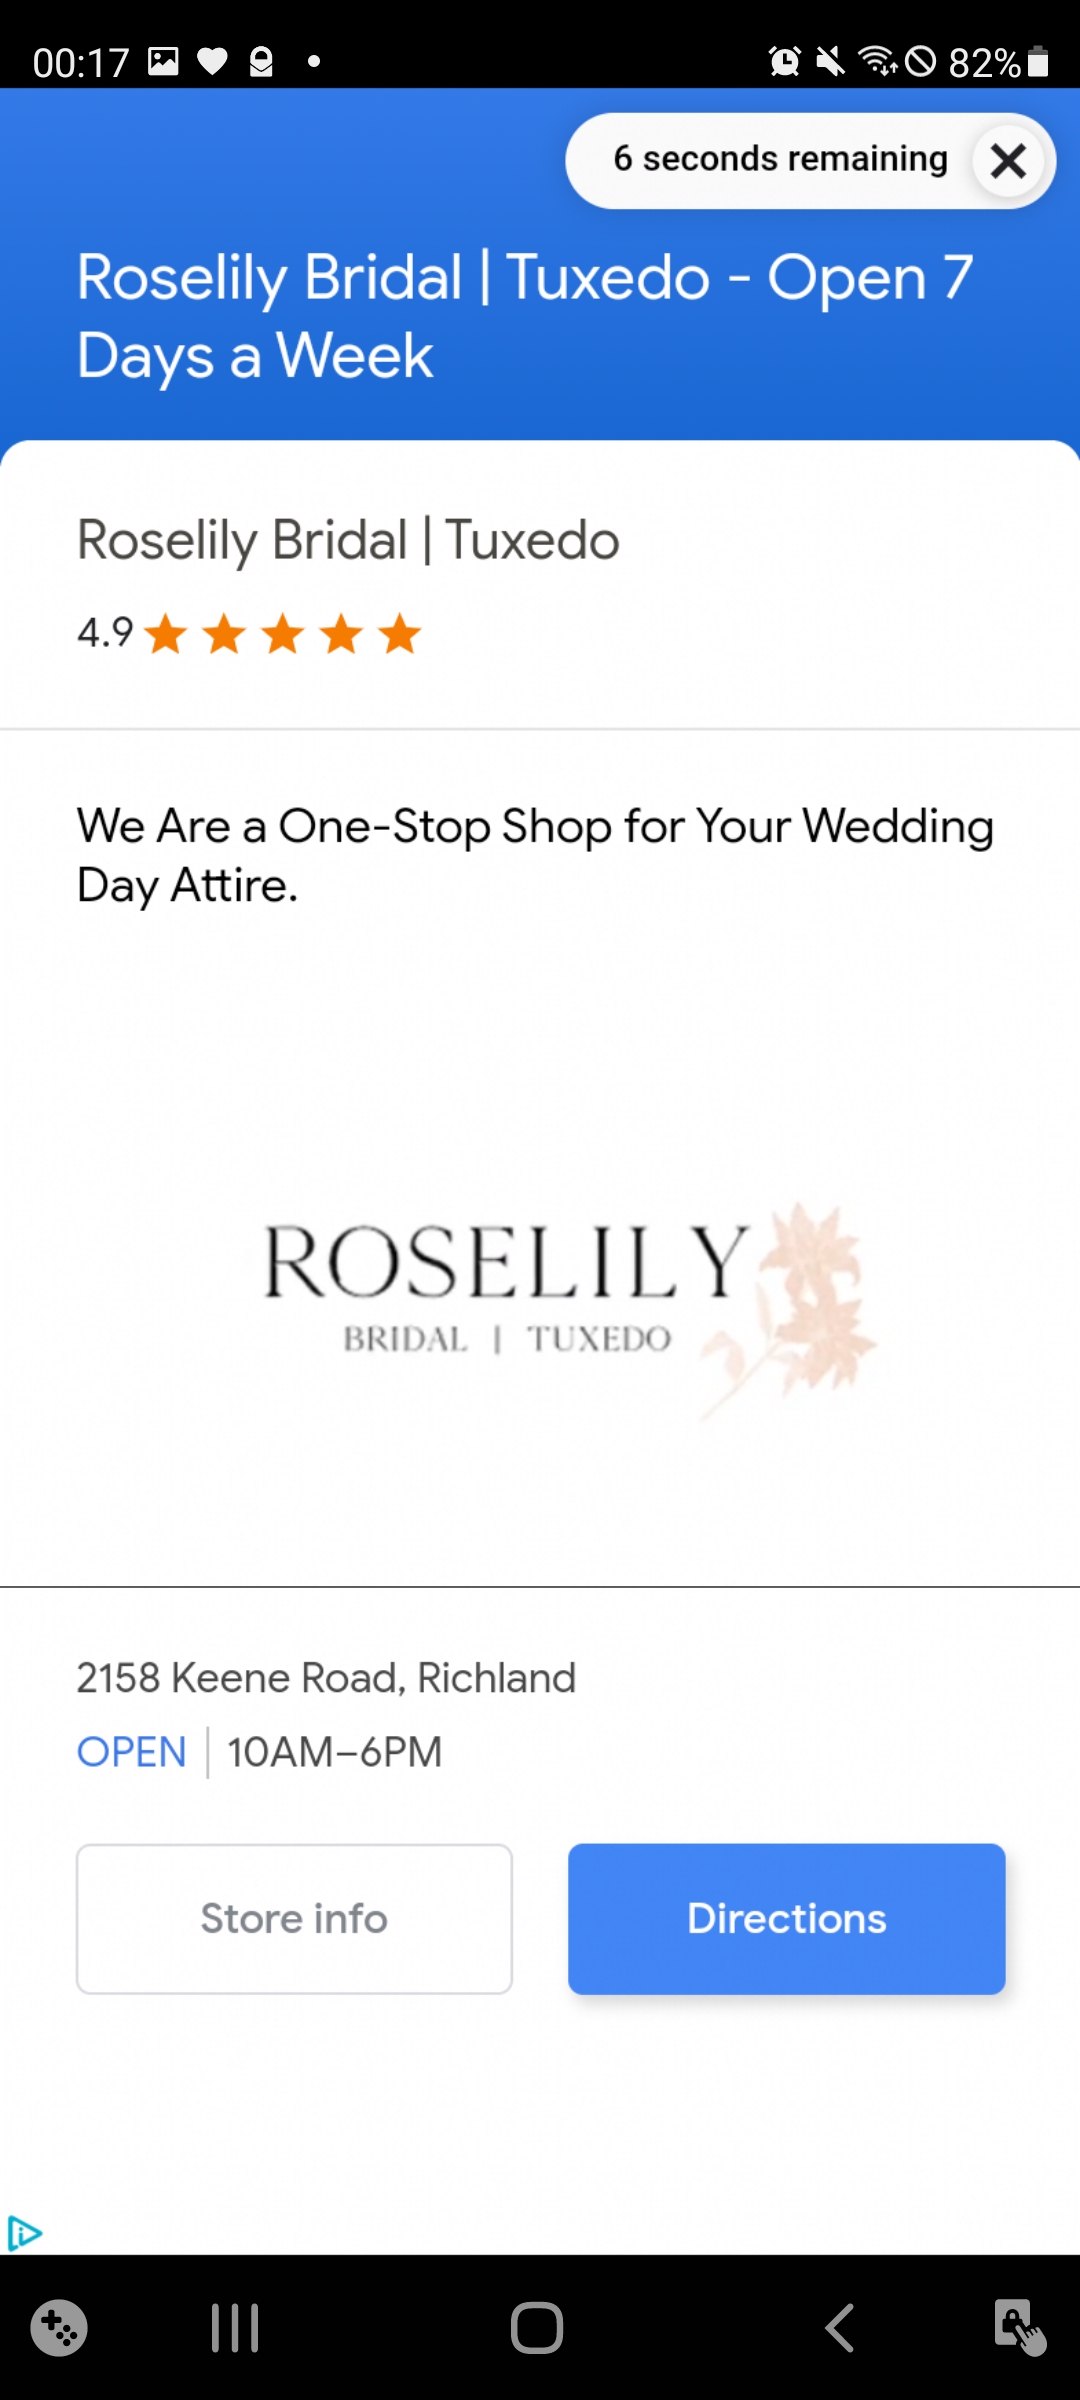 00:17
82%
6 seconds remaining
Roselily Bridal | Tuxedo - Open 7
Days a Week
Roselily Bridal | Tuxedo
4.9
We Are a One-Stop Shop for Your Wedding
Day Attire.
ROSELILY
BRIDAL | TUXEDO
2158 Keene Road, Richland
OPEN | 10AM–6PM
Store info
Directions